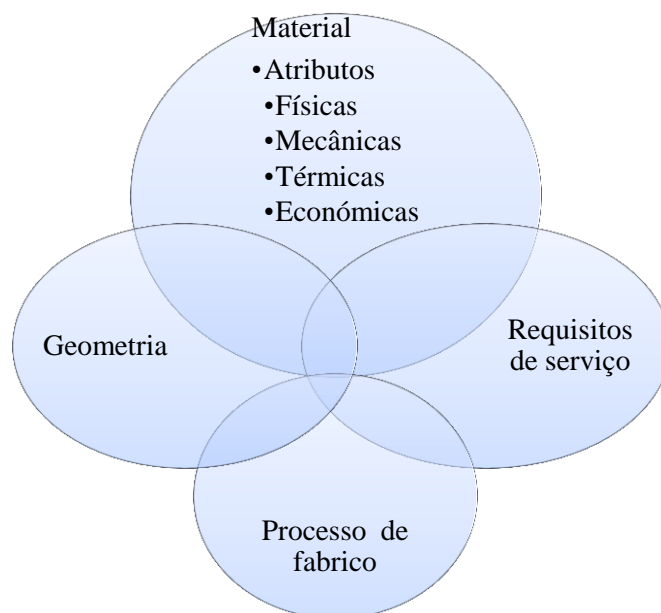 Material
•Atributos
•Físicas
•Mecânicas
•Térmicas
•Económicas
Geometria
Requisitos
de serviço
Processo de
fabrico